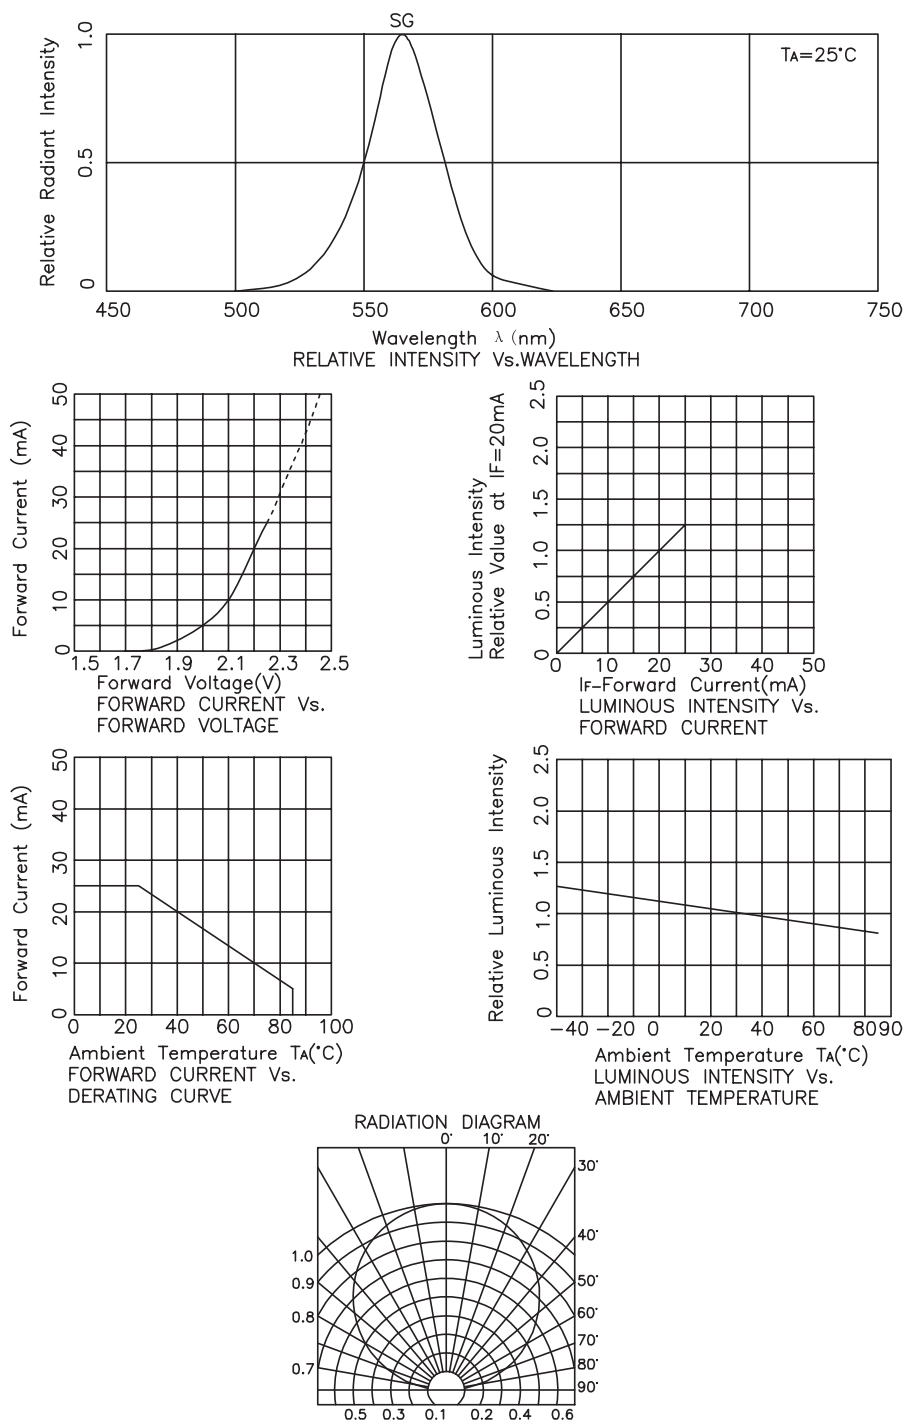 SG
1.0
TA=25°C
Relative Radiant Intensity
0.5
0
450 500 550 600 650 700 750
Wavelength λ (nm)
RELATIVE INTENSITY Vs.WAVELENGTH
Forward Current (mA)
50
40
30
20
10
0
1.5 1.7 1.9 2.1 2.3 2.5
Forward Voltage(V)
FORWARD CURRENT Vs.
FORWARD VOLTAGE
Luminous Intensity
Relative Value at IF=20mA
2.5
2.0
1.5
1.0
0.5
0
0 10 20 30 40 50
IF-Forward Current(mA)
LUMINOUS INTENSITY Vs.
FORWARD CURRENT
Forward Current (mA)
50
40
30
20
10
0
0 20 40 60 80 100
Ambient Temperature TA(°C)
FORWARD CURRENT Vs.
DERATING CURVE
Relative Luminous Intensity
2.5
2.0
1.5
1.0
0.5
0
-40 -20 0 20 40 60 8085 90
Ambient Temperature TA(°C)
LUMINOUS INTENSITY Vs.
AMBIENT TEMPERATURE
RADIATION DIAGRAM
0° 10° 20°
30°
40°
1.0
50°
0.9
60°
0.8
70°
80°
0.7
90°
0.5 0.3 0.1 0.2 0.4 0.6